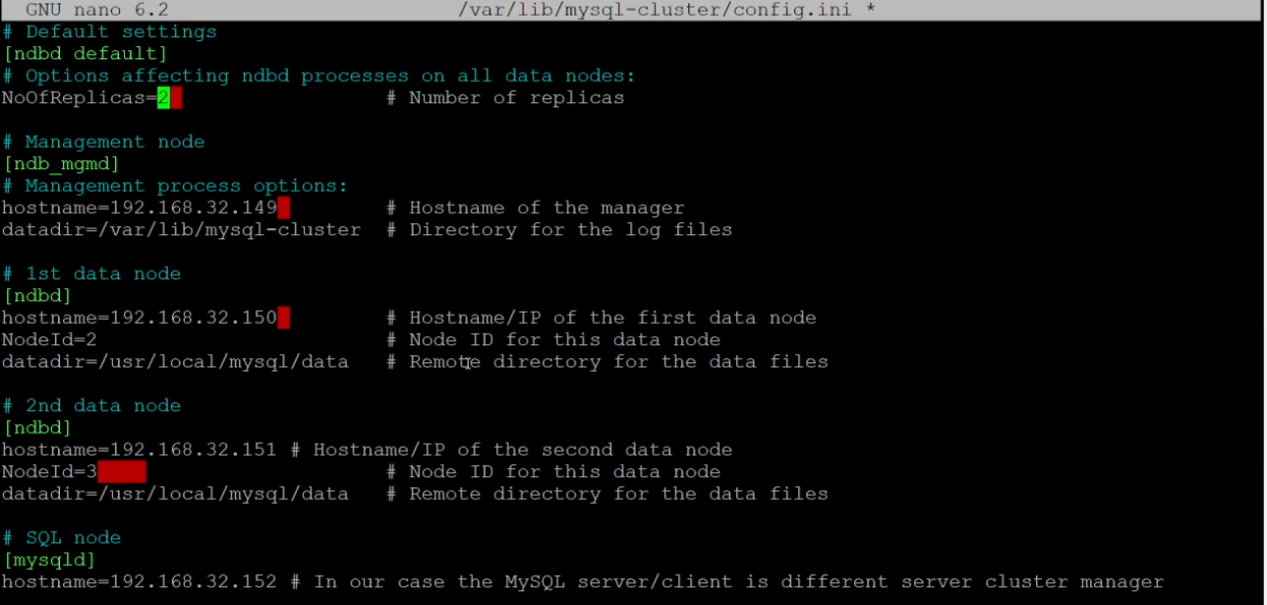 GNU nano 6.2 /var/lib/mysql-cluster/config.ini *
# Default settings
[ndbd default]
# Options affecting ndbd processes on all data nodes:
NoOfReplicas=2 # Number of replicas
# Management node
[ndb_mgmd]
# Management process options:
hostname=192.168.32.149 # Hostname of the manager
datadir=/var/lib/mysql-cluster # Directory for the log files
# 1st data node
[ndbd]
hostname=192.168.32.150 # Hostname/IP of the first data node
NodeId=2 # Node ID for this data node
datadir=/usr/local/mysql/data # Remote directory for the data files
# 2nd data node
[ndbd]
hostname=192.168.32.151 # Hostname/IP of the second data node
NodeId=3 # Node ID for this data node
datadir=/usr/local/mysql/data # Remote directory for the data files
# SQL node
[mysqld]
hostname=192.168.32.152 # In our case the MySQL server/client is different server cluster manager